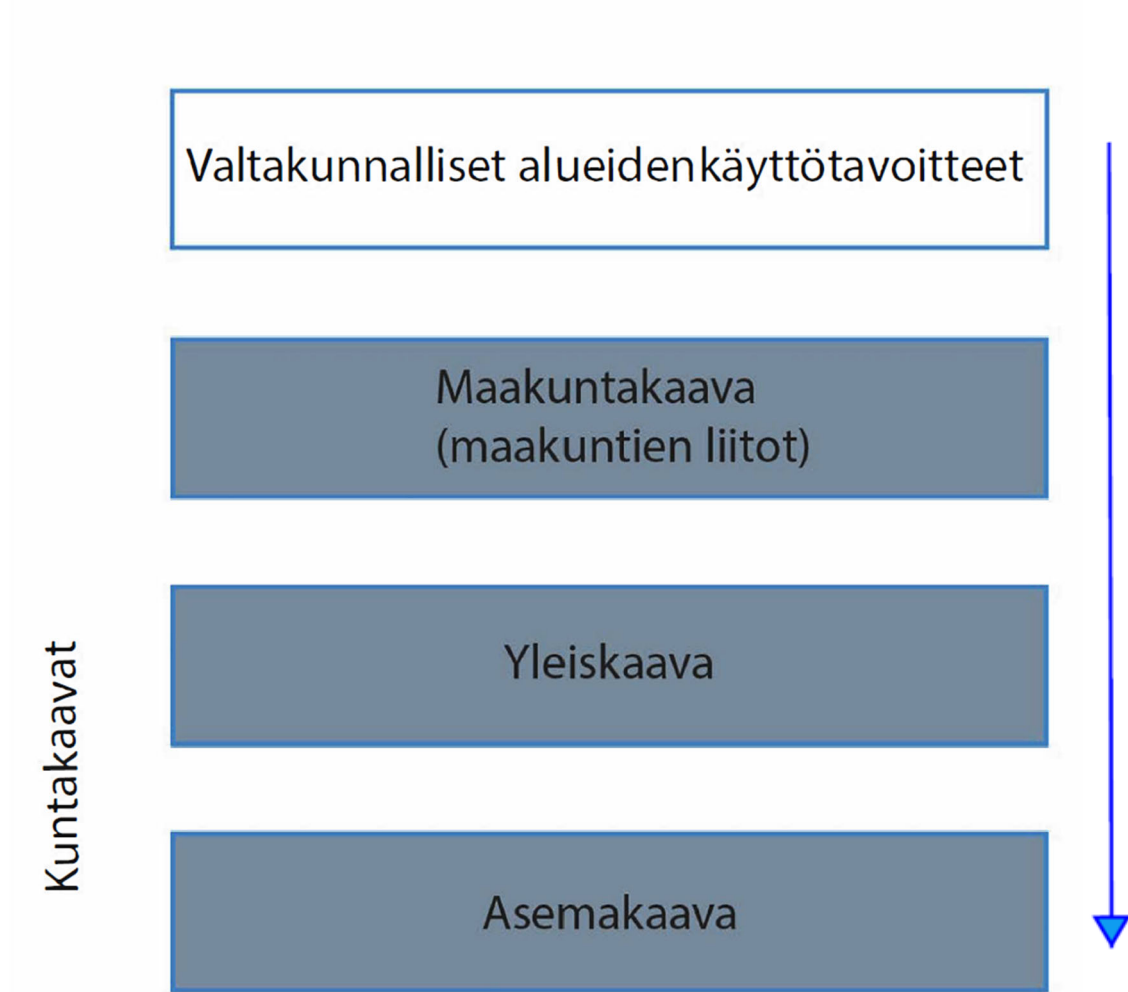 Valtakunnalliset alueidenkäyttötavoitteet
Maakuntakaava
(maakuntien liitot)
Kuntakaavat
Yleiskaava
Asemakaava